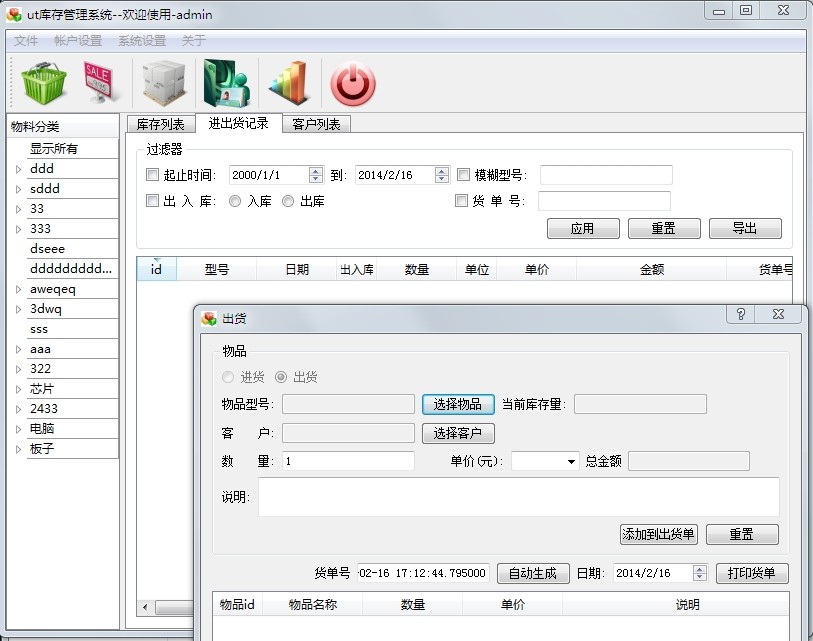 ut库存管理系统--欢迎使用-admin
文件 帐户设置 系统设置 关于
SALE
物料分类
显示所有
ddd
sddd
33
333
dseee
ddddddddd...
aweqeq
3dwq
sss
aaa
322
芯片
2433
电脑
板子
库存列表 进出货记录 客户列表
过滤器
起止时间: 2000/1/1 到: 2014/2/16 模糊型号:
出 入 库: 入库 出库 货 单 号:
应用 重置 导出
id 型号 日期 出入库 数量 单位 单价 金额 货单号
出货
物品
进货 出货
物品型号: 选择物品 当前库存量:
客 户: 选择客户
数 量: 1 单价(元): 总金额
说明:
添加到出货单 重置
货单号 02-16 17:12:44.795000 自动生成 日期: 2014/2/16 打印货单
物品id 物品名称 数量 单价 说明